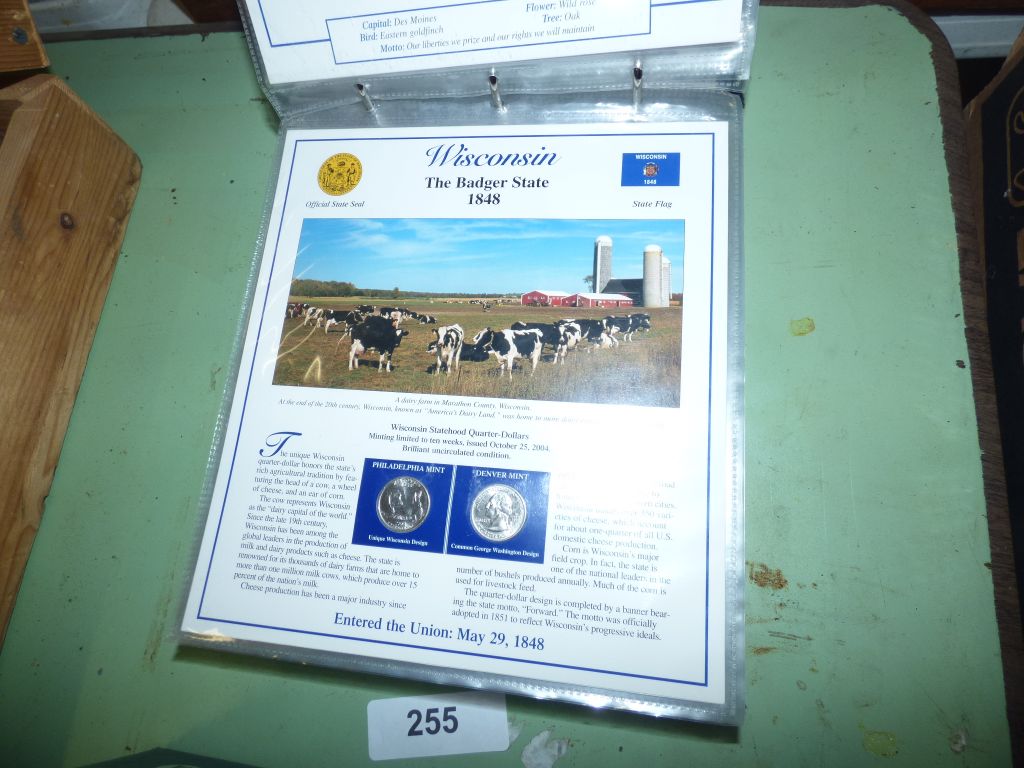 Capital: Des Moines
Flower: Wild rose
Bird: Eastern goldfinch
Tree: Oak
Motto: Our liberties we prize and our rights we will maintain
Wisconsin
The Badger State
1848
Official State Seal
WISCONSIN
1848
State Flag
A dairy farm in Marathon County, Wisconsin.
At the end of the 20th century, Wisconsin, known as "America's Dairy Land," was home to more dairy
Wisconsin Statehood Quarter-Dollars
Minting limited to ten weeks, issued October 25, 2004.
Brilliant uncirculated condition.
The unique Wisconsin
quarter-dollar honors the state's
rich agricultural tradition by fea-
turing the head of a cow, a wheel
of cheese, and an ear of corn.
The cow represents Wisconsin
as the "dairy capital of the world."
Since the late 19th century,
Wisconsin has been among the
global leaders in the production of
milk and dairy products such as cheese. The state is
renowned for its thousands of dairy farms that are home to
more than one million milk cows, which produce over 15
percent of the nation's milk.
Cheese production has been a major industry since
PHILADELPHIA MINT
Unique Wisconsin Design
DENVER MINT
Common George Washington Design
cities.
350 vari-
eties of cheese, which account
for about one-quarter of all U.S.
domestic cheese production.
Corn is Wisconsin's major
field crop. In fact, the state is
one of the national leaders in the
number of bushels produced annually. Much of the corn is
used for livestock feed.
The quarter-dollar design is completed by a banner bear-
ing the state motto, "Forward." The motto was officially
adopted in 1851 to reflect Wisconsin's progressive ideals.
Entered the Union: May 29, 1848
255